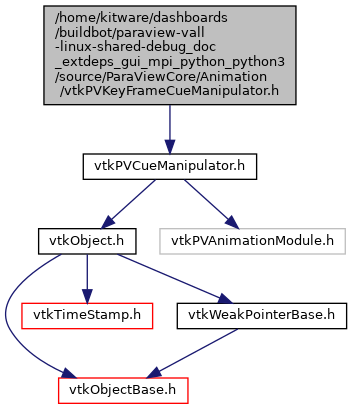 /home/kitware/dashboards
/buildbot/paraview-vall
-linux-shared-debug_doc
_extdeps_gui_mpi_python_python3
/source/ParaViewCore/Animation
/vtkPVKeyFrameCueManipulator.h
vtkPVCueManipulator.h
vtkObject.h
vtkPVAnimationModule.h
vtkTimeStamp.h
vtkWeakPointerBase.h
vtkObjectBase.h